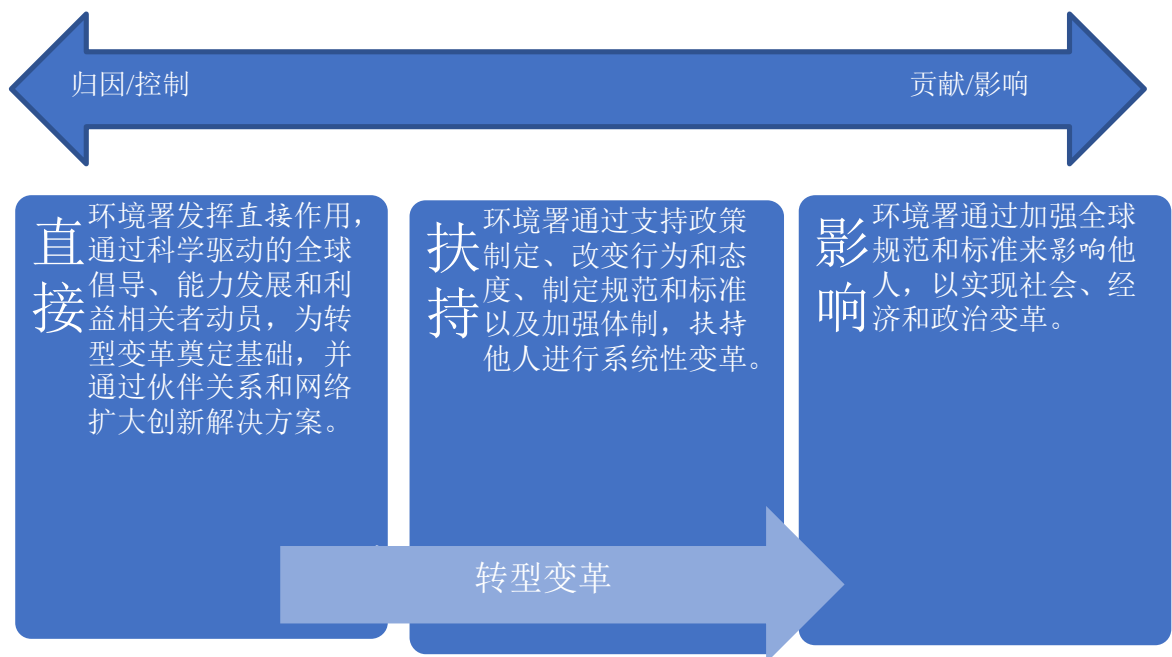 归因/控制
贡献/影响
直接
环境署发挥直接作用，
通过科学驱动的全球
倡导、能力发展和利
益相关者动员，为转
型变革奠定基础，并
通过伙伴关系和网络
扩大创新解决方案。
扶持
环境署通过支持政策
制定、改变行为和态
度、制定规范和标准
以及加强体制，扶持
他人进行系统性变革。
影响
环境署通过加强全球
规范和标准来影响他
人，以实现社会、经
济和政治变革。
转型变革